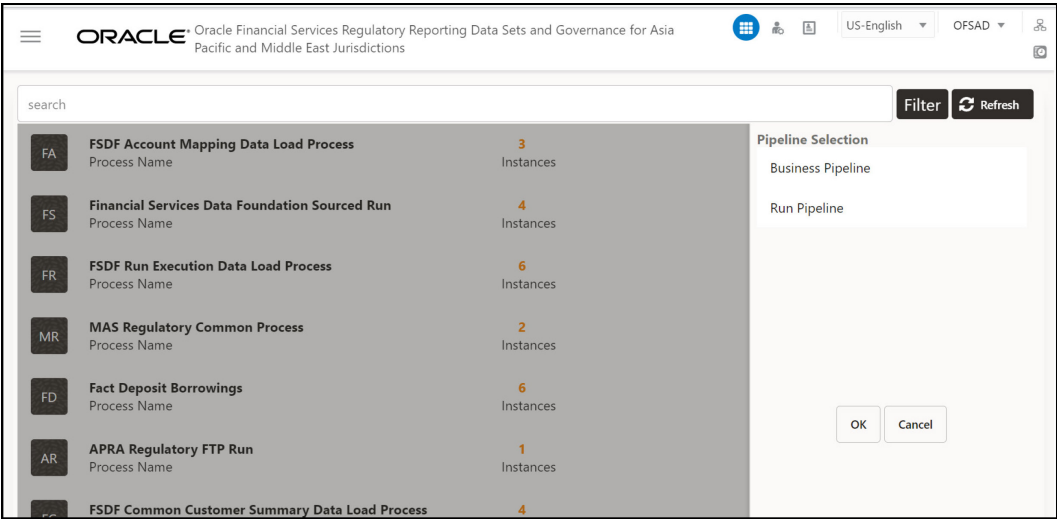 ORACLE® Oracle Financial Services Regulatory Reporting Data Sets and Governance for Asia
Pacific and Middle East Jurisdictions
US-English
OFSAD
search
Filter
Refresh
FA
FSDF Account Mapping Data Load Process
Process Name
3
Instances
FS
Financial Services Data Foundation Sourced Run
Process Name
4
Instances
FR
FSDF Run Execution Data Load Process
Process Name
6
Instances
MR
MAS Regulatory Common Process
Process Name
2
Instances
FD
Fact Deposit Borrowings
Process Name
6
Instances
AR
APRA Regulatory FTP Run
Process Name
1
Instances
FSDF Common Customer Summary Data Load Process
4
Pipeline Selection
Business Pipeline
Run Pipeline
OK
Cancel